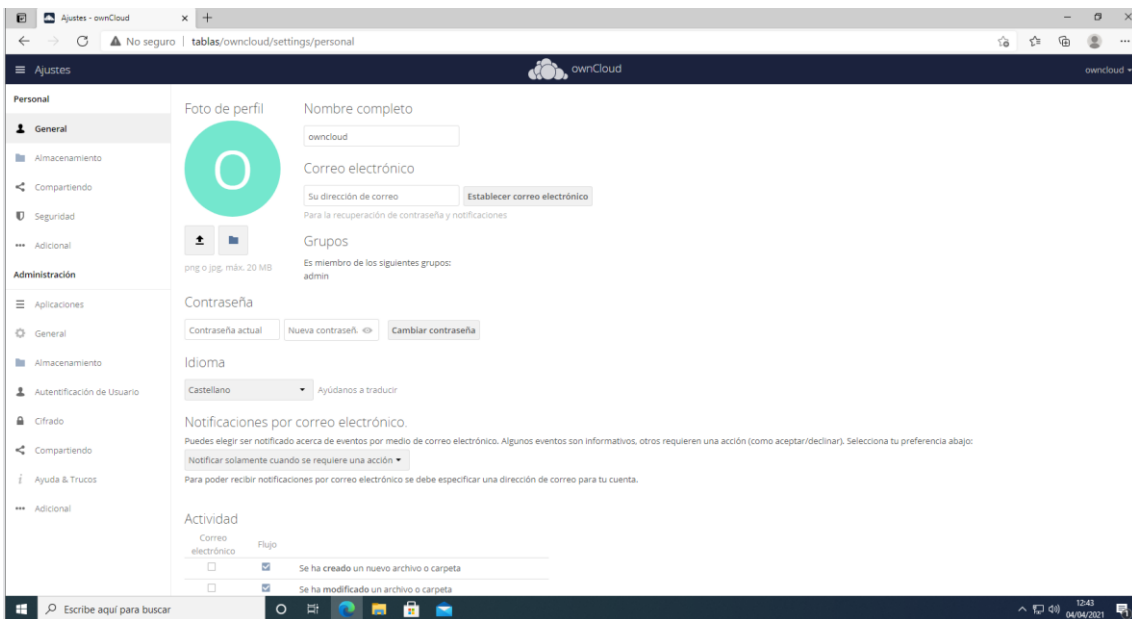 Ajustes - ownCloud
No seguro | tablas/owncloud/settings/personal
Ajustes
ownCloud
owncloud
Personal
General
Almacenamiento
Compartiendo
Seguridad
Adicional
Administración
Aplicaciones
General
Almacenamiento
Autentificación de Usuario
Cifrado
Compartiendo
Ayuda & Trucos
Adicional
Foto de perfil
O
png o jpg, máx. 20 MB
Nombre completo
owncloud
Correo electrónico
Su dirección de correo
Establecer correo electrónico
Para la recuperación de contraseña y notificaciones
Grupos
Es miembro de los siguientes grupos:
admin
Contraseña
Contraseña actual
Nueva contraseñ.
Cambiar contraseña
Idioma
Castellano
Ayúdanos a traducir
Notificaciones por correo electrónico.
Puedes elegir ser notificado acerca de eventos por medio de correo electrónico. Algunos eventos son informativos, otros requieren una acción (como aceptar/declinar). Selecciona tu preferencia abajo:
Notificar solamente cuando se requiere una acción
Para poder recibir notificaciones por correo electrónico se debe especificar una dirección de correo para tu cuenta.
Actividad
Correo
electrónico
Flujo
Se ha creado un nuevo archivo o carpeta
Se ha modificado un archivo o carpeta
Escribe aquí para buscar
12:43
04/04/2021